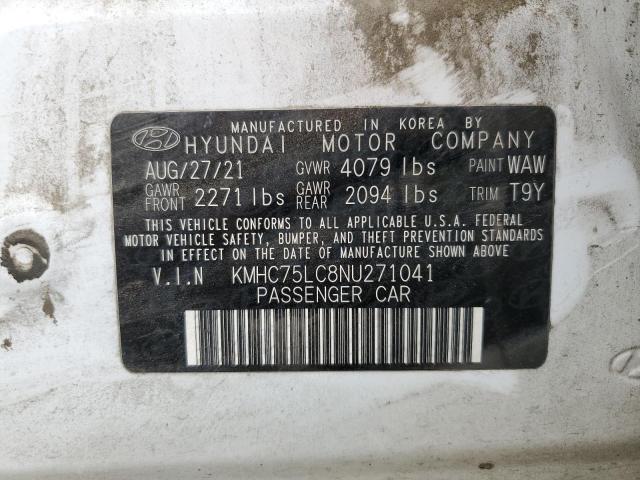 MANUFACTURED IN KOREA BY
HYUNDAI MOTOR COMPANY
AUG/27/21 GVWR 4079 lbs PAINT WAW
GAWR FRONT 2271 lbs GAWR REAR 2094 lbs TRIM T9Y
THIS VEHICLE CONFORMS TO ALL APPLICABLE U.S.A. FEDERAL
MOTOR VEHICLE SAFETY, BUMPER, AND THEFT PREVENTION STANDARDS
IN EFFECT ON THE DATE OF MANUFACTURE SHOWN ABOVE
V.I.N KMHC75LC8NU271041
PASSENGER CAR